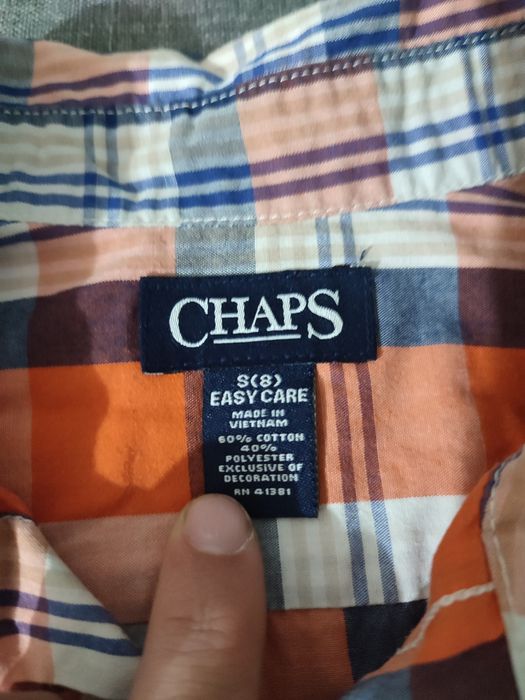 CHAPS
S(8)
EASY CARE
MADE IN
VIETNAM
60% COTTON
40%
POLYESTER
EXCLUSIVE OF
DECORATION
RN 41381